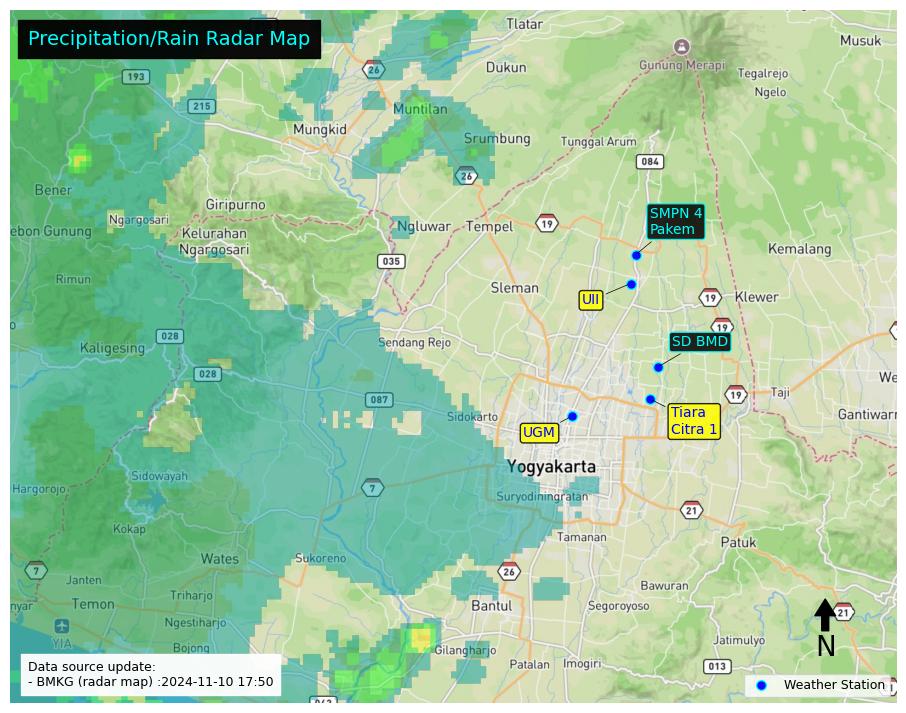 Precipitation/Rain Radar Map
Tlatar
Musuk
Gunung Merapi
Tegalrejo
Ngelo
Dukun
26
193
215
Muntilan
Mungkid
Srumbung
Tunggal Arum
084
26
Bener
Giripurno
Ngargosari
ebon Gunung
Kelurahan
Ngargosari
Ngluwar
Tempel
19
SMPN 4
Pakem
Kemalang
035
Rimun
Sleman
UII
19
Klewer
19
028
Kaligesing
Sendang Rejo
SD BMD
028
087
Sidokarto
19
Taji
We
Gantiwarn
Tiara
Citra 1
UGM
Yogyakarta
Sidowayah
Hargorojo
7
Suryodiningratan
21
Kokap
Tamanan
Patuk
Wates
Sukoreno
7
26
Janten
Bawuran
nyar
Temon
Triharjo
Bantul
Segoroyoso
21
Ngestiharjo
YIA
Bojong
Gilangharjo
Jatimulyo
N
Patalan
Imogiri
013
Data source update:
- BMKG (radar map) :2024-11-10 17:50
Weather Station